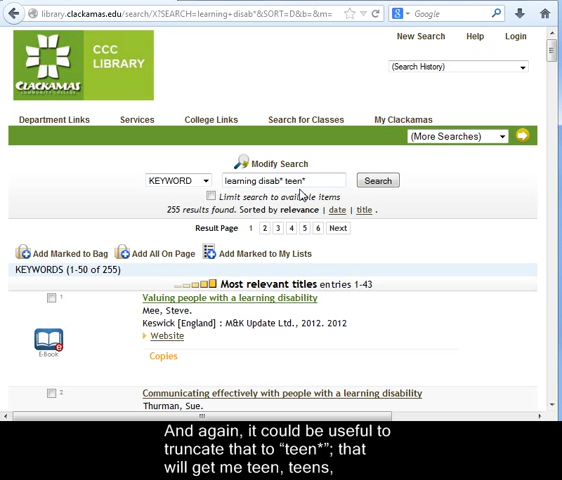 library.clackamas.edu/search/X?SEARCH=learning+disab*&SORT=D&b=&m=
Google
CCC
LIBRARY
CLACKAMAS
COMMUNITY COLLEGE
New Search Help Login
(Search History)
Department Links Services College Links Search for Classes My Clackamas
(More Searches)
Modify Search
KEYWORD learning disab* teen* Search
Limit search to available items
255 results found. Sorted by relevance | date | title .
Result Page 1 2 3 4 5 6 Next
Add Marked to Bag Add All On Page Add Marked to My Lists
KEYWORDS (1-50 of 255)
Most relevant titles entries 1-43
1 Valuing people with a learning disability
Mee, Steve.
Keswick [England] : M&K Update Ltd., 2012. 2012
Website
E-Book
Copies
2 Communicating effectively with people with a learning disability
Thurman, Sue.
And again, it could be useful to
truncate that to “teen*”; that
will get me teen, teens,